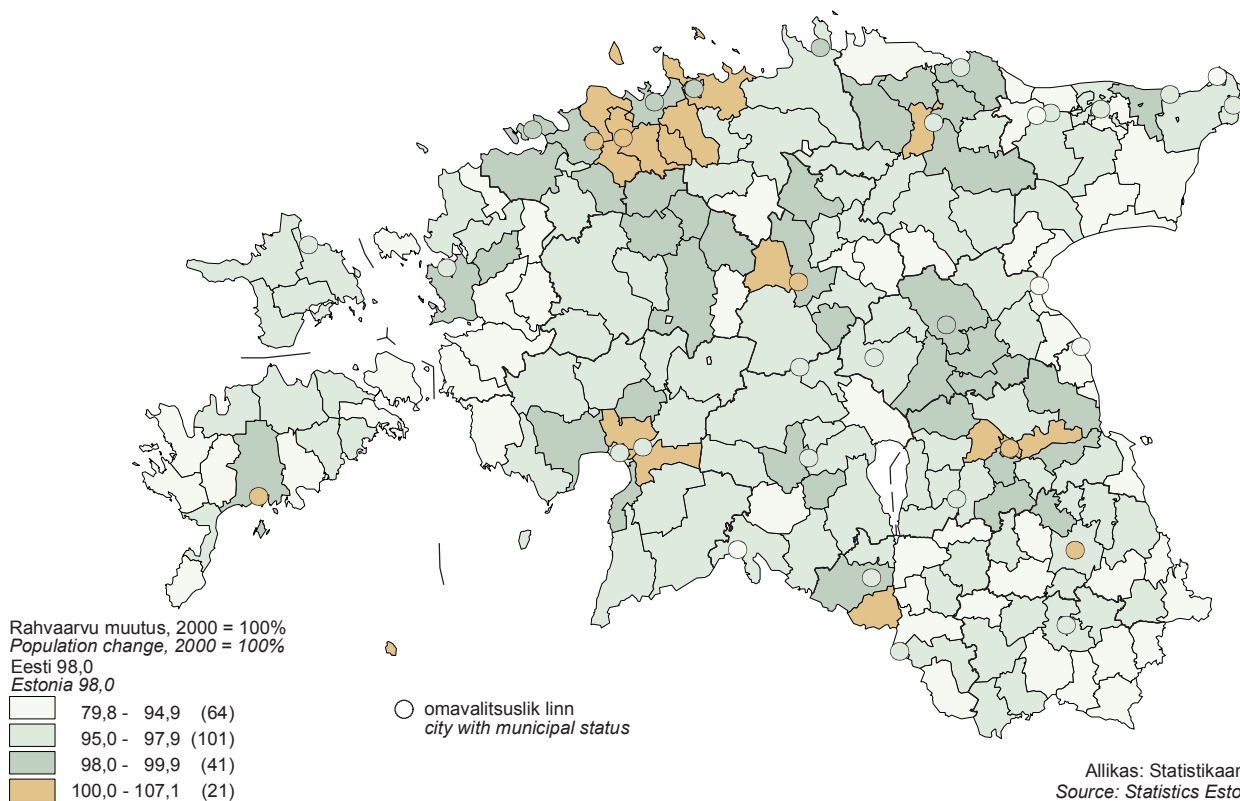 Rahvaarvu muutus, 2000 = 100%
Population change, 2000 = 100%
Eesti 98,0
Estonia 98,0
79,8 - 94,9 (64)
95,0 - 97,9 (101)
98,0 - 99,9 (41)
100,0 - 107,1 (21)
omavalitsuslik linn
city with municipal status
Allikas: Statistikaam
Source: Statistics Esto